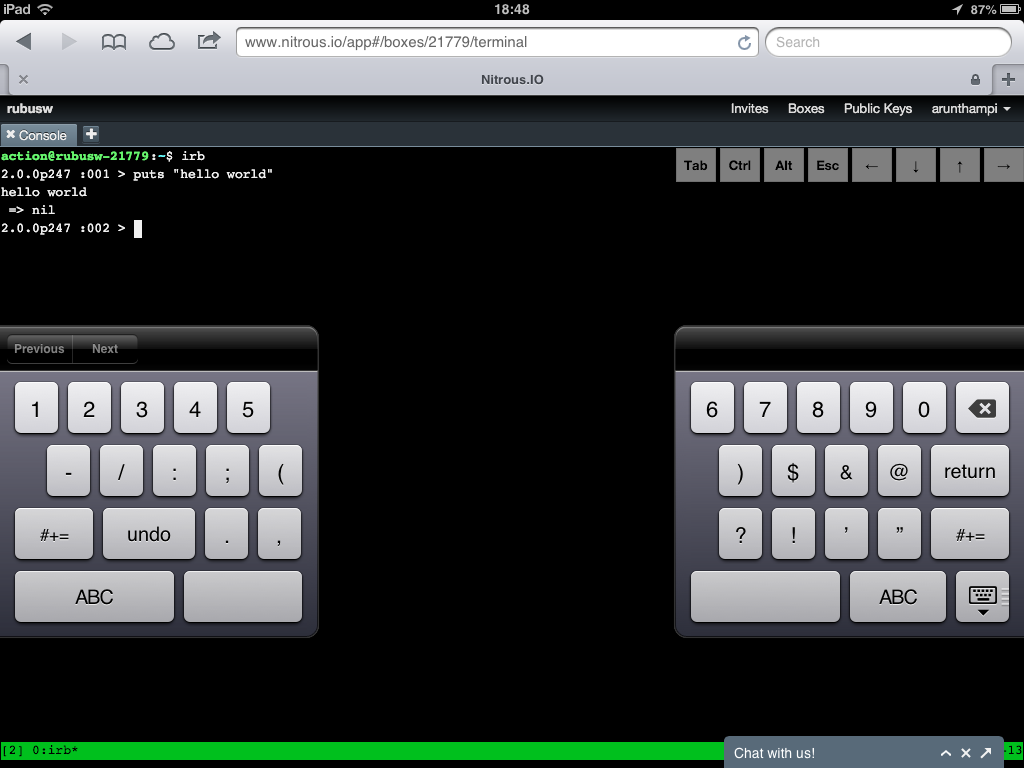 iPad 18:48 87%
www.nitrous.io/app#/boxes/21779/terminal Search
Nitrous.IO
rubusw Invites Boxes Public Keys arunthampi
Console
action@rubusw-21779:~$ irb
2.0.0p247 :001 > puts "hello world"
hello world
=> nil
2.0.0p247 :002 >
Tab Ctrl Alt Esc ← ↓ ↑ →
Previous Next
1 2 3 4 5
- / : ; (
#+= undo . ,
ABC
6 7 8 9 0
) $ & @ return
? ! ’ ” #+=
ABC
[2] 0:irb*
Chat with us!
-13